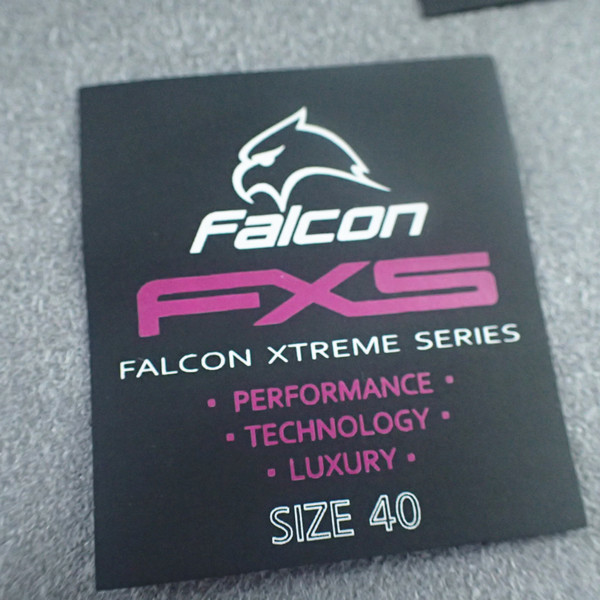 Falcon
FXS
FALCON XTREME SERIES
• PERFORMANCE •
• TECHNOLOGY •
• LUXURY •
SIZE 40